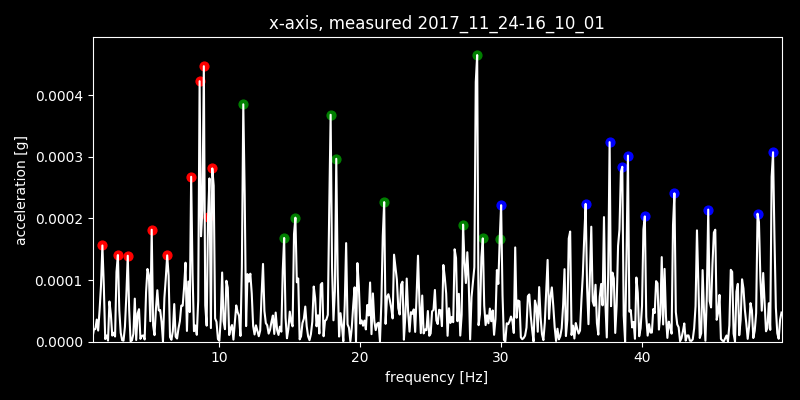 x-axis, measured 2017_11_24-16_10_01
acceleration [g]
0.0004
0.0003
0.0002
0.0001
0.0000
10 20 30 40
frequency [Hz]